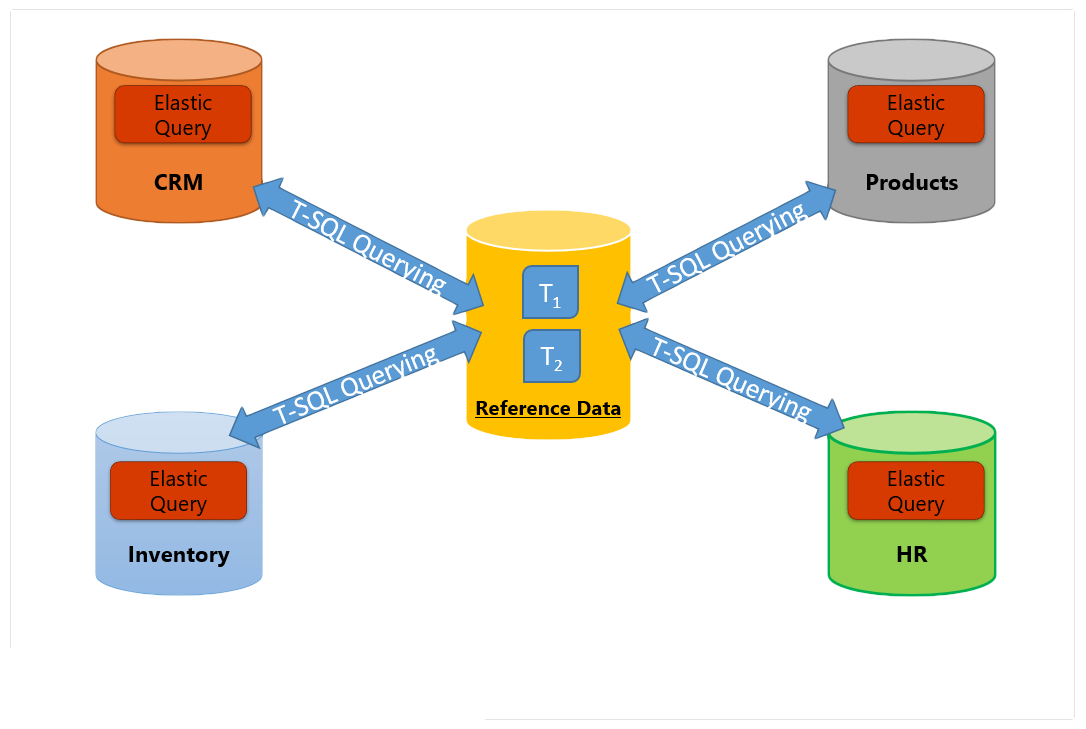 Elastic
Query
CRM
Elastic
Query
Products
T-SQL Querying
T-SQL Querying
T1
T2
Reference Data
T-SQL Querying
T-SQL Querying
Elastic
Query
Inventory
Elastic
Query
HR